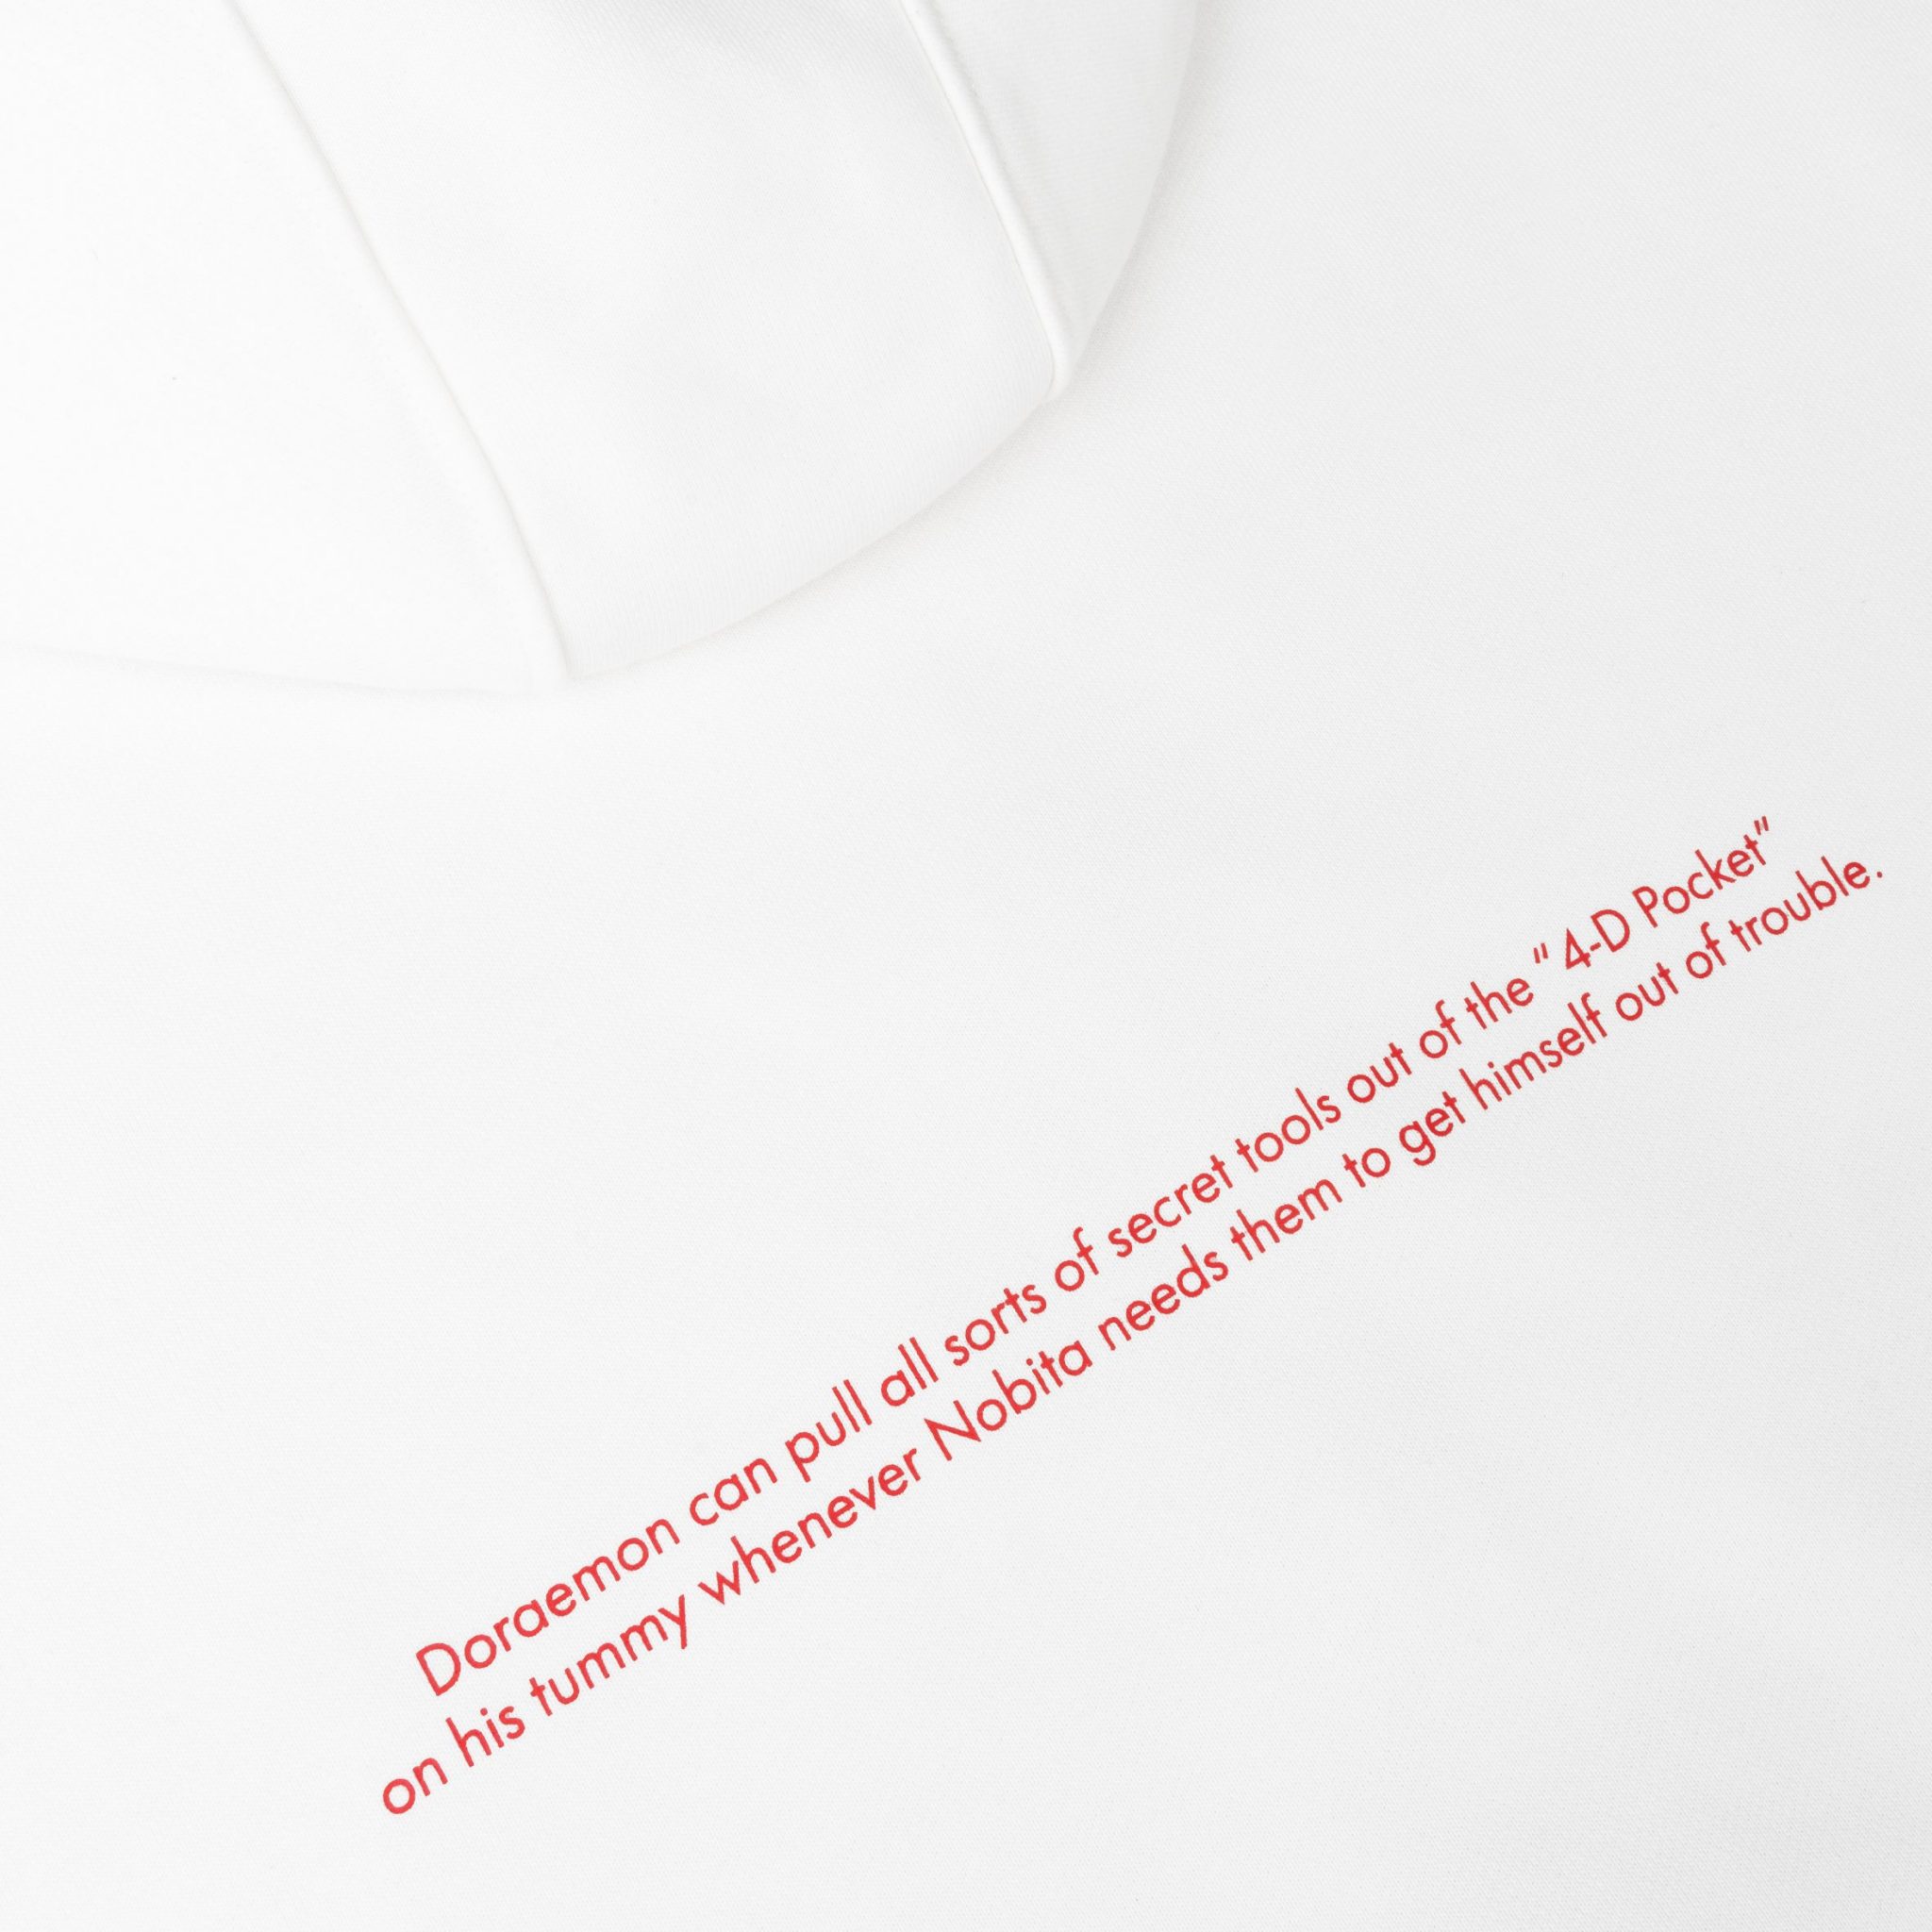 Doraemon can pull all sorts of secret tools out of the " 4-D Pocket"
on his tummy whenever Nobita needs them to get himself out of trouble.